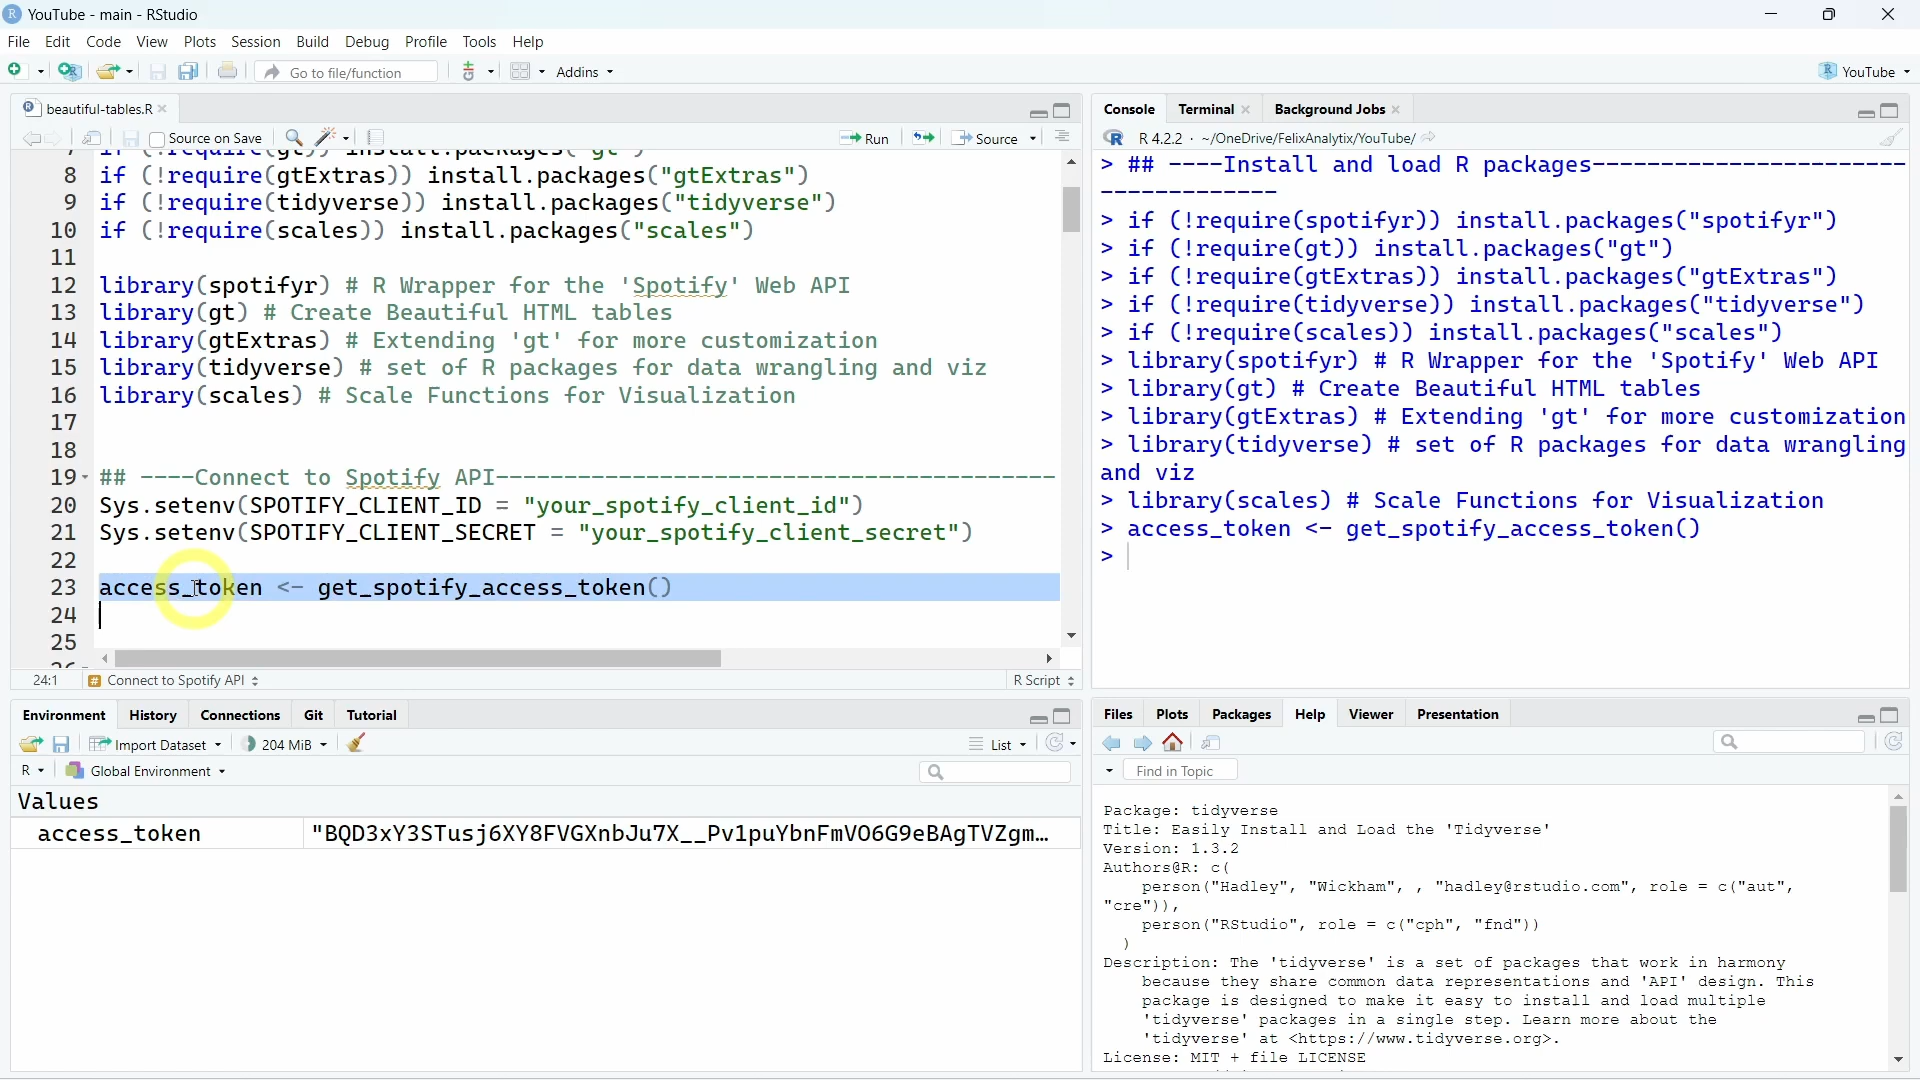 YouTube - main - RStudio
File Edit Code View Plots Session Build Debug Profile Tools Help
Go to file/function Addins YouTube
beautiful-tables.R
Source on Save Run Source
8 if (!require(gtExtras)) install.packages("gtExtras")
9 if (!require(tidyverse)) install.packages("tidyverse")
10 if (!require(scales)) install.packages("scales")
11
12 library(spotifyr) # R Wrapper for the 'Spotify' Web API
13 library(gt) # Create Beautiful HTML tables
14 library(gtExtras) # Extending 'gt' for more customization
15 library(tidyverse) # set of R packages for data wrangling and viz
16 library(scales) # Scale Functions for Visualization
17
18
19 ## ----Connect to Spotify API-----------------------------------------
20 Sys.setenv(SPOTIFY_CLIENT_ID = "your_spotify_client_id")
21 Sys.setenv(SPOTIFY_CLIENT_SECRET = "your_spotify_client_secret")
22
23 access_token <- get_spotify_access_token()
24
25
24:1 # Connect to Spotify API R Script
Console Terminal Background Jobs
R 4.2.2 · ~/OneDrive/FelixAnalytix/YouTube/
> ## ----Install and load R packages-----------------------
-------------
> if (!require(spotifyr)) install.packages("spotifyr")
> if (!require(gt)) install.packages("gt")
> if (!require(gtExtras)) install.packages("gtExtras")
> if (!require(tidyverse)) install.packages("tidyverse")
> if (!require(scales)) install.packages("scales")
> library(spotifyr) # R Wrapper for the 'Spotify' Web API
> library(gt) # Create Beautiful HTML tables
> library(gtExtras) # Extending 'gt' for more customization
> library(tidyverse) # set of R packages for data wrangling
and viz
> library(scales) # Scale Functions for Visualization
> access_token <- get_spotify_access_token()
>
Environment History Connections Git Tutorial
Import Dataset 204 MiB List
R Global Environment
Values
access_token "BQD3xY3STusj6XY8FVGXnbJu7X__Pv1puYbnFmVO6G9eBAgTVZgm…
Files Plots Packages Help Viewer Presentation
Find in Topic
Package: tidyverse
Title: Easily Install and Load the 'Tidyverse'
Version: 1.3.2
Authors@R: c(
person("Hadley", "Wickham", , "hadley@rstudio.com", role = c("aut",
"cre")),
person("RStudio", role = c("cph", "fnd"))
)
Description: The 'tidyverse' is a set of packages that work in harmony
because they share common data representations and 'API' design. This
package is designed to make it easy to install and load multiple
'tidyverse' packages in a single step. Learn more about the
'tidyverse' at <https://www.tidyverse.org>.
License: MIT + file LICENSE